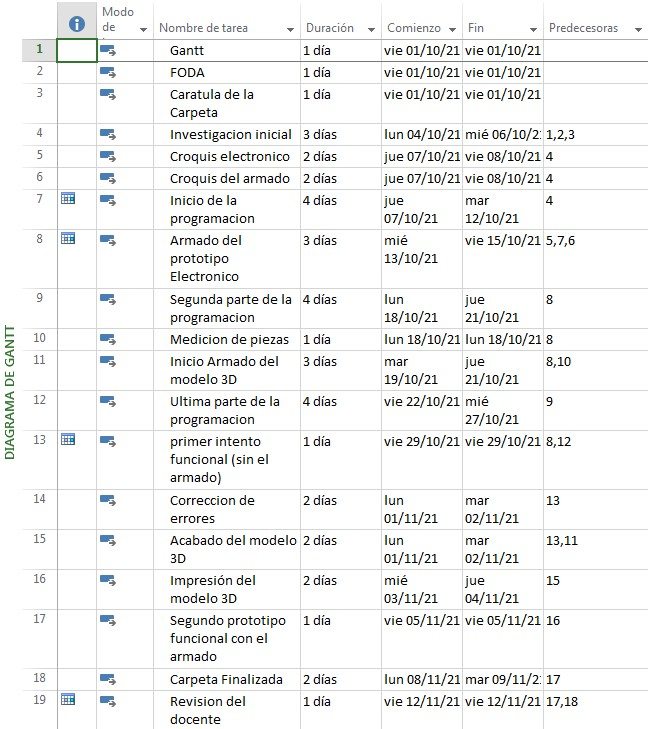 Modo
de
Nombre de tarea Duración Comienzo Fin Predecesoras
1 Gantt 1 día vie 01/10/21 vie 01/10/21
2 FODA 1 día vie 01/10/21 vie 01/10/21
3 Caratula de la 1 día vie 01/10/21 vie 01/10/21
Carpeta
4 Investigacion inicial 3 días lun 04/10/21 mié 06/10/2 1,2,3
5 Croquis electronico 2 días jue 07/10/21 vie 08/10/21 4
6 Croquis del armado 2 días jue 07/10/21 vie 08/10/21 4
7 Inicio de la 4 días jue mar 4
programacion 07/10/21 12/10/21
8 Armado del 3 días mié vie 15/10/21 5,7,6
prototipo 13/10/21
Electronico
9 Segunda parte de la 4 días lun jue 8
programacion 18/10/21 21/10/21
10 Medicion de piezas 1 día lun 18/10/21 lun 18/10/21 8
11 Inicio Armado del 3 días mar jue 8,10
modelo 3D 19/10/21 21/10/21
12 Ultima parte de la 4 días vie 22/10/21 mié 9
programacion 27/10/21
13 primer intento 1 día vie 29/10/21 vie 29/10/21 8,12
funcional (sin el
armado)
14 Correccion de 2 días lun mar 13
errores 01/11/21 02/11/21
15 Acabado del modelo 2 días lun mar 13,11
3D 01/11/21 02/11/21
16 Impresión del 2 días mié jue 15
modelo 3D 03/11/21 04/11/21
17 Segundo prototipo 1 día vie 05/11/21 vie 05/11/21 16
funcional con el
armado
18 Carpeta Finalizada 2 días lun 08/11/21 mar 09/11/2 17
19 Revision del 1 día vie 12/11/21 vie 12/11/21 17,18
docente
DIAGRAMA DE GANTT